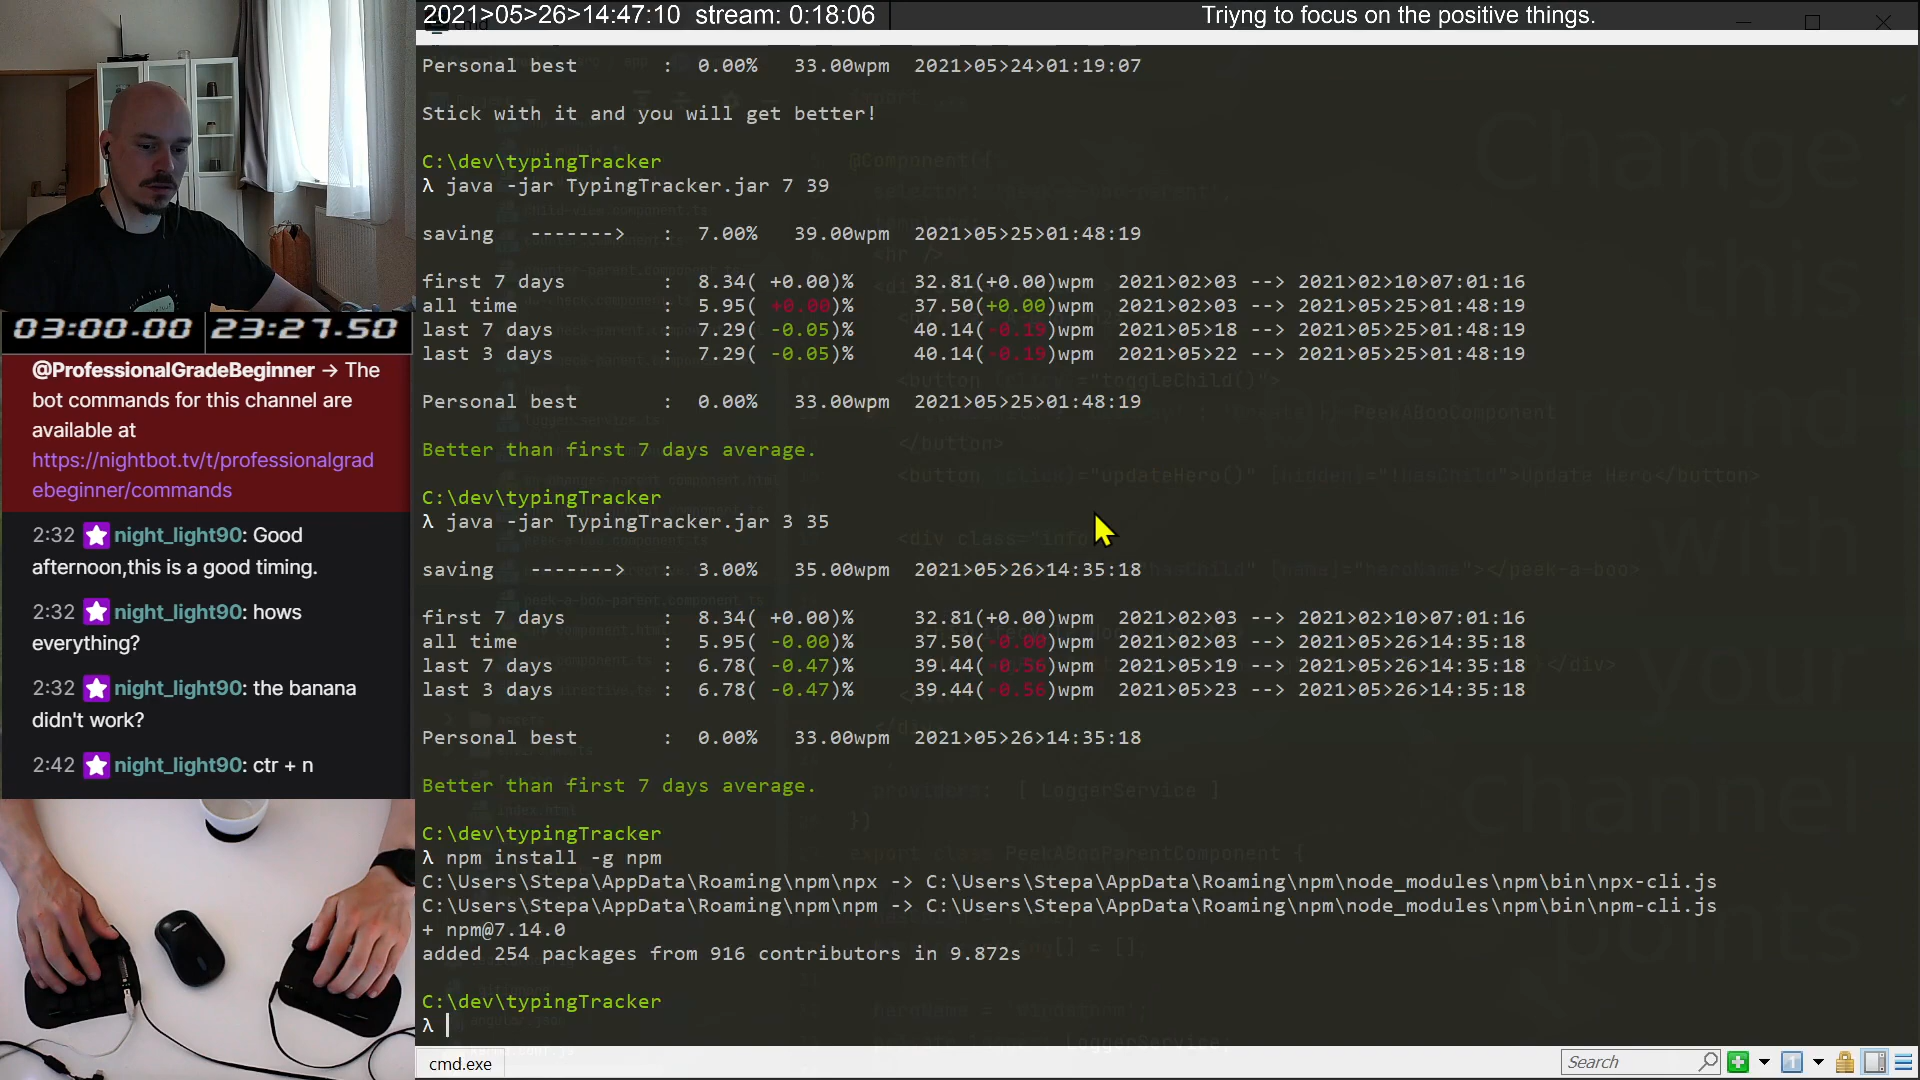 2021>05>26>14:47:10  stream: 0:18:06
Triyng to focus on the positive things.
03:00.00
23:27.50
@ProfessionalGradeBeginner → The
bot commands for this channel are
available at
https://nightbot.tv/t/professionalgrad
ebeginner/commands
2:32 night_light90: Good
afternoon,this is a good timing.
2:32 night_light90: hows
everything?
2:32 night_light90: the banana
didn't work?
2:42 night_light90: ctr + n
Personal best       :  0.00%   33.00wpm  2021>05>24>01:19:07
Stick with it and you will get better!
C:\dev\typingTracker
λ java -jar TypingTracker.jar 7 39
saving   ------->   :  7.00%   39.00wpm  2021>05>25>01:48:19
first 7 days        :  8.34( +0.00)%     32.81(+0.00)wpm  2021>02>03 --> 2021>02>10>07:01:16
all time            :  5.95( +0.00)%     37.50(+0.00)wpm  2021>02>03 --> 2021>05>25>01:48:19
last 7 days         :  7.29( -0.05)%     40.14(-0.19)wpm  2021>05>18 --> 2021>05>25>01:48:19
last 3 days         :  7.29( -0.05)%     40.14(-0.19)wpm  2021>05>22 --> 2021>05>25>01:48:19
Personal best       :  0.00%   33.00wpm  2021>05>25>01:48:19
Better than first 7 days average.
C:\dev\typingTracker
λ java -jar TypingTracker.jar 3 35
saving   ------->   :  3.00%   35.00wpm  2021>05>26>14:35:18
first 7 days        :  8.34( +0.00)%     32.81(+0.00)wpm  2021>02>03 --> 2021>02>10>07:01:16
all time            :  5.95( -0.00)%     37.50(-0.00)wpm  2021>02>03 --> 2021>05>26>14:35:18
last 7 days         :  6.78( -0.47)%     39.44(-0.56)wpm  2021>05>19 --> 2021>05>26>14:35:18
last 3 days         :  6.78( -0.47)%     39.44(-0.56)wpm  2021>05>23 --> 2021>05>26>14:35:18
Personal best       :  0.00%   33.00wpm  2021>05>26>14:35:18
Better than first 7 days average.
C:\dev\typingTracker
λ npm install -g npm
C:\Users\Stepa\AppData\Roaming\npm\npx -> C:\Users\Stepa\AppData\Roaming\npm\node_modules\npm\bin\npx-cli.js
C:\Users\Stepa\AppData\Roaming\npm\npm -> C:\Users\Stepa\AppData\Roaming\npm\node_modules\npm\bin\npm-cli.js
+ npm@7.14.0
added 254 packages from 916 contributors in 9.872s
C:\dev\typingTracker
λ
Change
this
background
with
your
channel
points
cmd.exe
Search